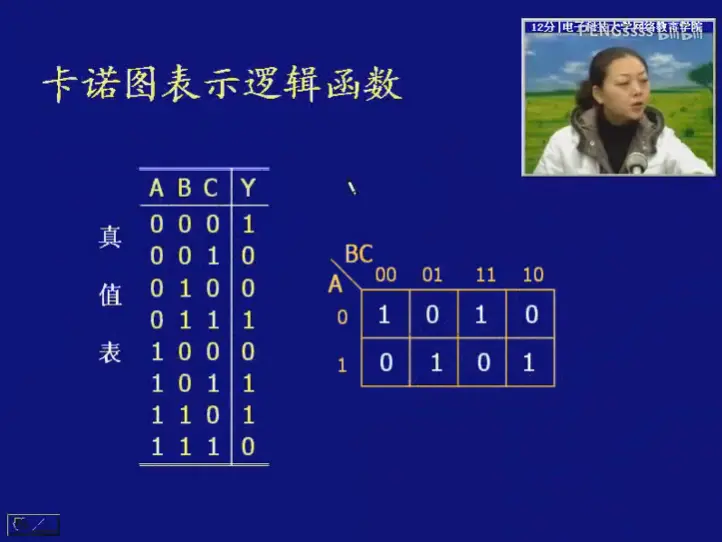 12分 电子科技大学网络教育学院
PENGssss bilibili
卡诺图表示逻辑函数
真值表
A B C Y
0 0 0 1
0 0 1 0
0 1 0 0
0 1 1 1
1 0 0 0
1 0 1 1
1 1 0 1
1 1 1 0
BC
A 00 01 11 10
0 1 0 1 0
1 0 1 0 1